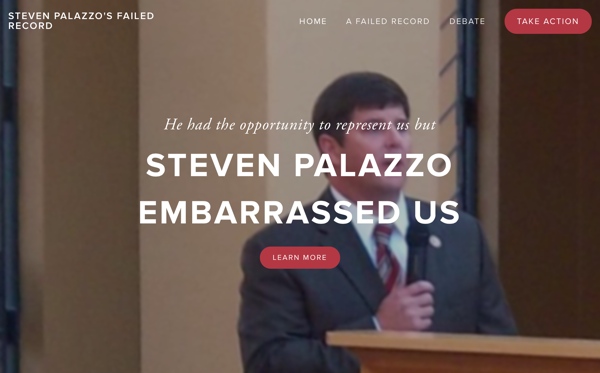 STEVEN PALAZZO'S FAILED
RECORD
HOME
A FAILED RECORD
DEBATE
TAKE ACTION
He had the opportunity to represent us but
STEVEN PALAZZO
EMBARRASSED US
LEARN MORE